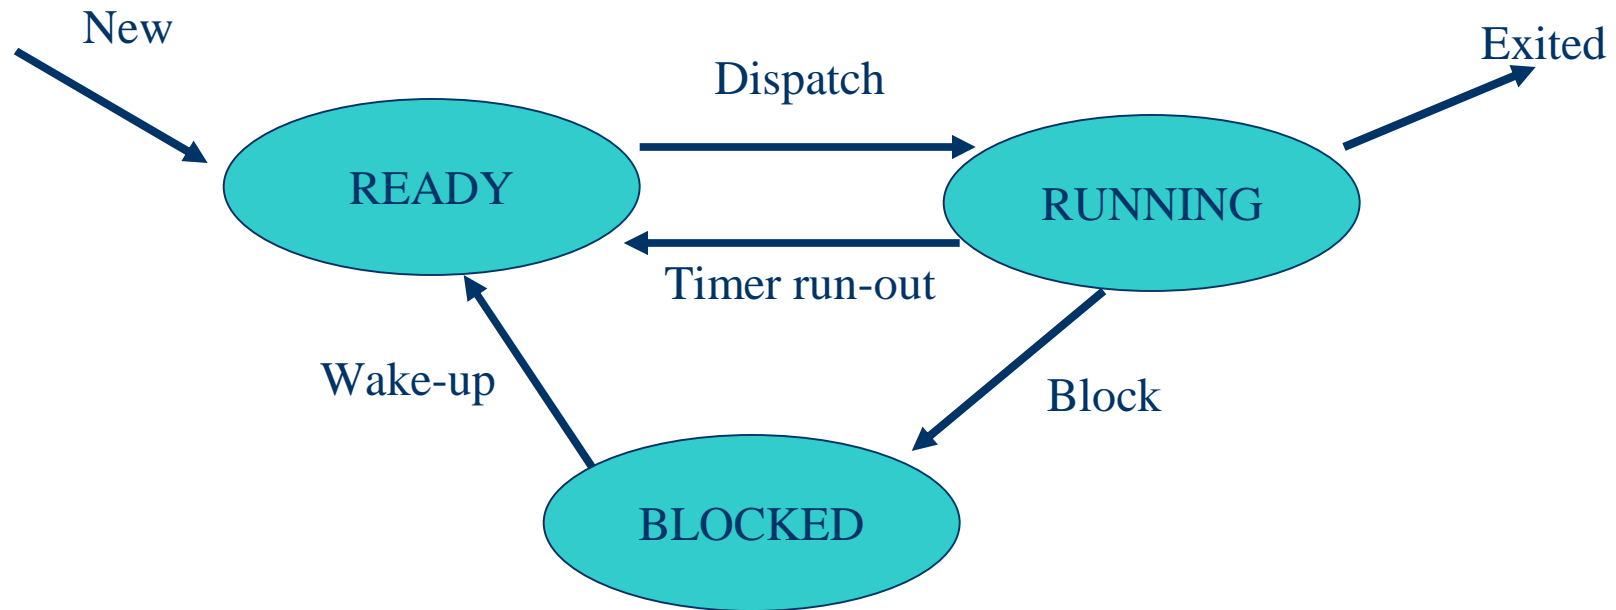 New
Exited
Dispatch
READY
RUNNING
Timer run-out
Wake-up
Block
BLOCKED